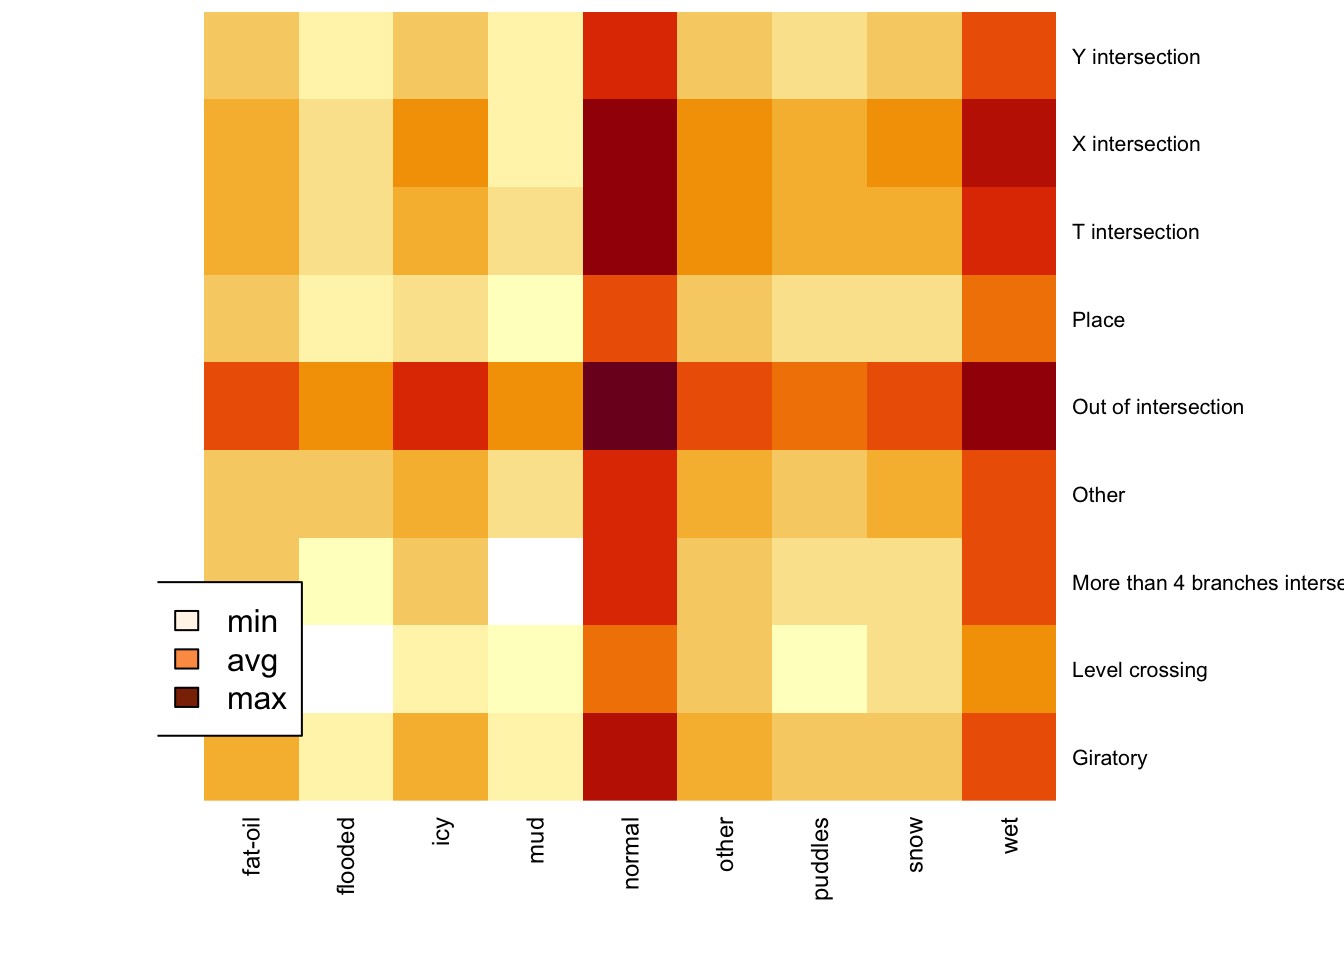 Y intersection
X intersection
T intersection
Place
Out of intersection
Other
More than 4 branches interse
Level crossing
Giratory
min
avg
max
fat-oil
flooded
icy
mud
normal
other
puddles
snow
wet